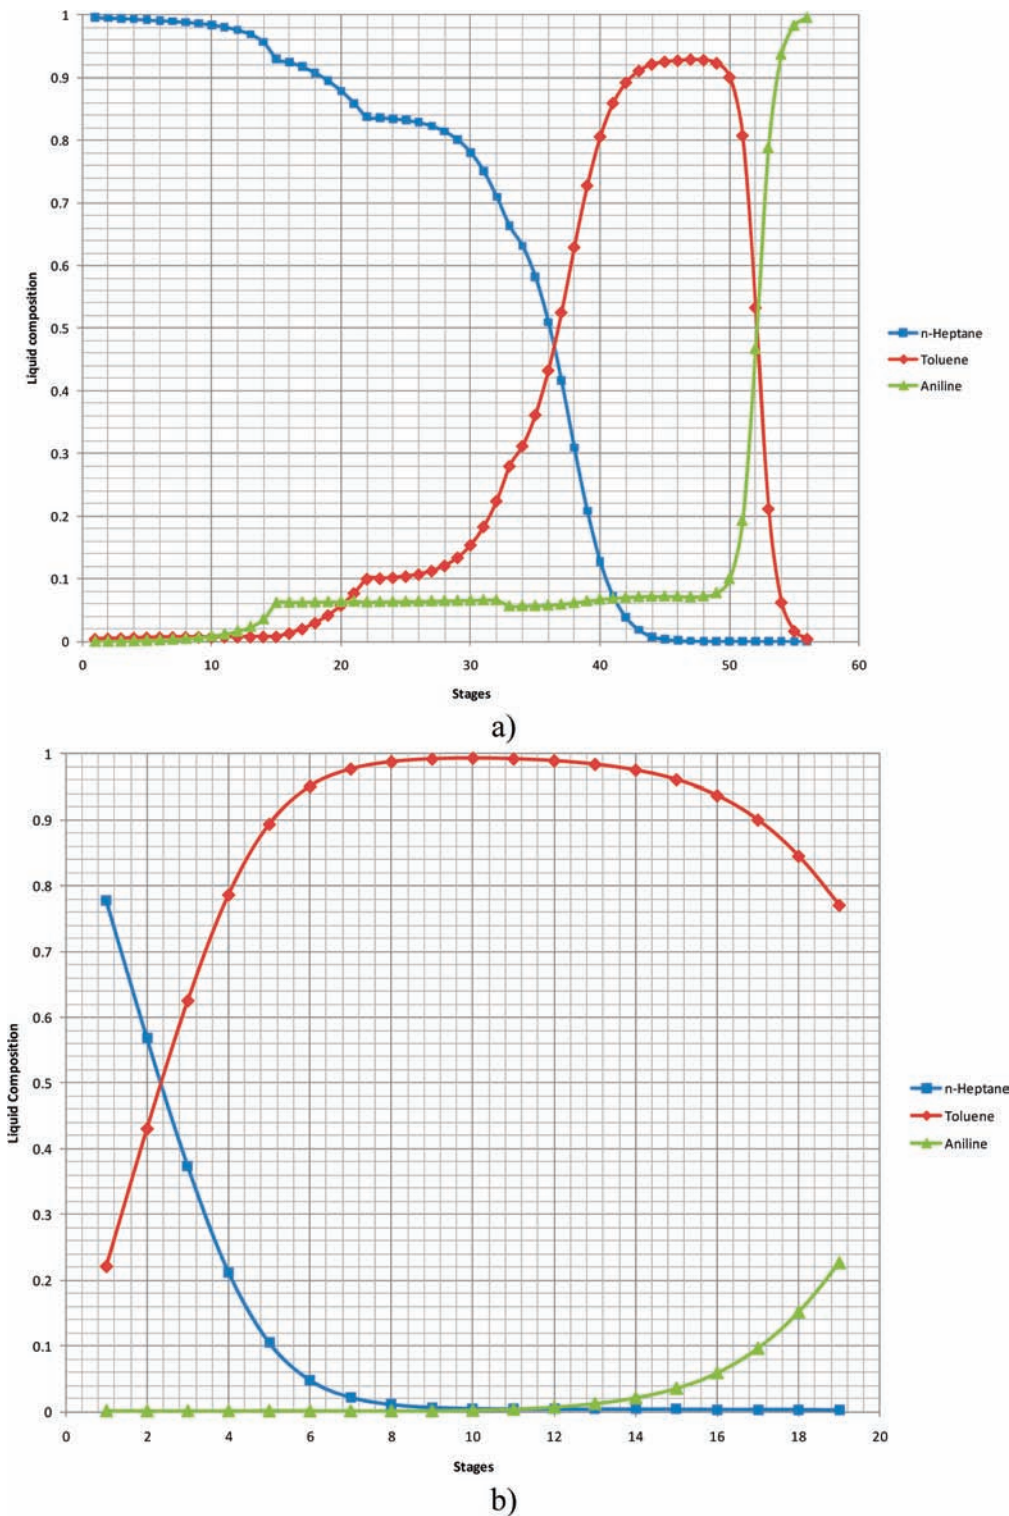 1
0.9
0.8
0.7
0.6
0.5
0.4
0.3
0.2
0.1
0
Liquid composition
0 10 20 30 40 50 60
Stages
n-Heptane
Toluene
Aniline
a)
1
0.9
0.8
0.7
0.6
0.5
0.4
0.3
0.2
0.1
0
Liquid Composition
0 2 4 6 8 10 12 14 16 18 20
Stages
n-Heptane
Toluene
Aniline
b)